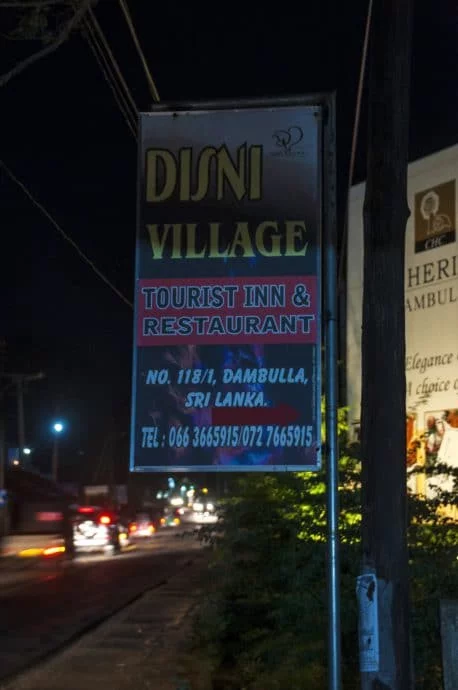 DISNI
VILLAGE
TOURIST INN &
RESTAURANT
NO. 118/1, DAMBULLA,
SRI LANKA.
TEL : 066 3665915/072 7665915
CHC
HERI
AMBUL
Elegance
A choice